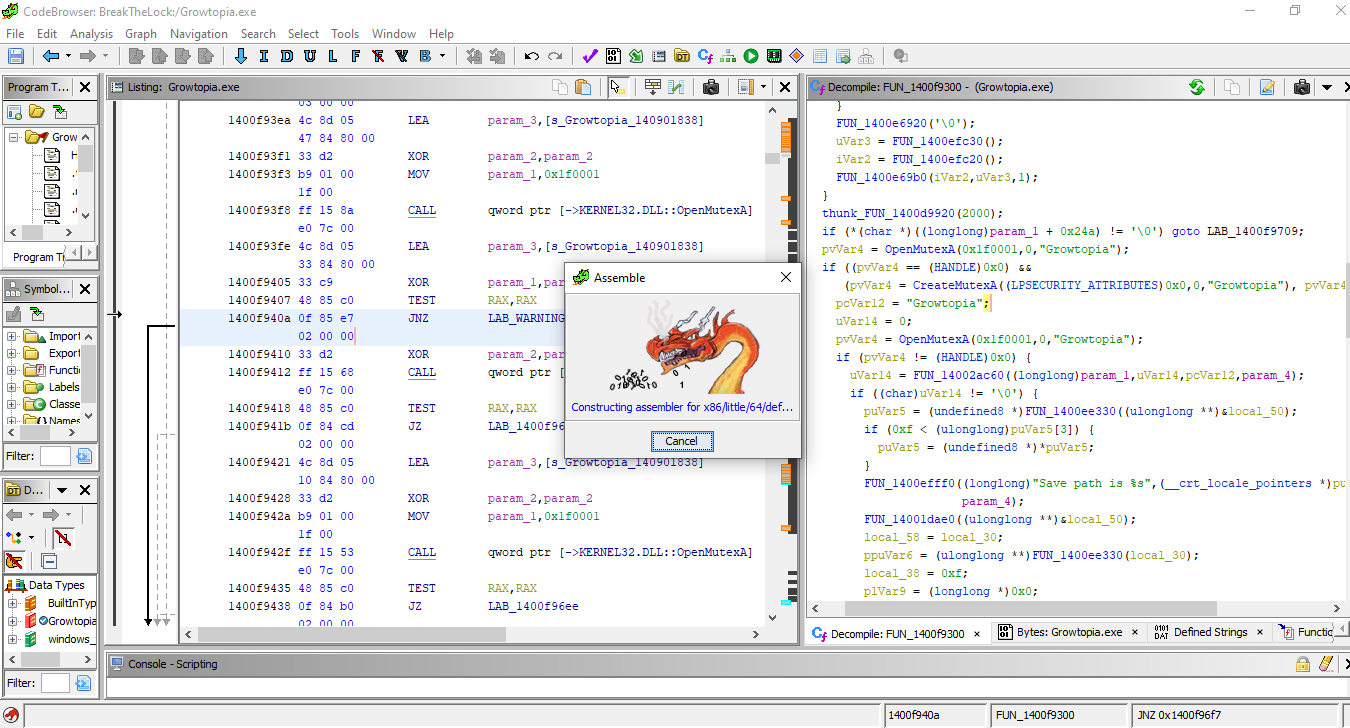 CodeBrowser: BreakTheLock:/Growtopia.exe
File Edit Analysis Graph Navigation Search Select Tools Window Help
I D U L F R V B
Program T...
Grow
Program Tr
Symbol...
Import
Export
Functi
Labels
Classe
Names
Filter:
D...
Data Types
BuiltInTyp
Growtopia
windows_
Filter:
Listing: Growtopia.exe
03 00 00
1400f93ea 4c 8d 05 LEA param_3,[s_Growtopia_140901838]
47 84 80 00
1400f93f1 33 d2 XOR param_2,param_2
1400f93f3 b9 01 00 MOV param_1,0x1f0001
1f 00
1400f93f8 ff 15 8a CALL qword ptr [->KERNEL32.DLL::OpenMutexA]
e0 7c 00
1400f93fe 4c 8d 05 LEA param_3,[s_Growtopia_140901838]
33 84 80 00
1400f9405 33 c9 XOR param_1,par
1400f9407 48 85 c0 TEST RAX,RAX
1400f940a 0f 85 e7 JNZ LAB_WARNING
02 00 00
1400f9410 33 d2 XOR param_2,par
1400f9412 ff 15 68 CALL qword ptr [
e0 7c 00
1400f9418 48 85 c0 TEST RAX,RAX
1400f941b 0f 84 cd JZ LAB_1400f96
02 00 00
1400f9421 4c 8d 05 LEA param_3,[s_Growtopia_140901838]
10 84 80 00
1400f9428 33 d2 XOR param_2,param_2
1400f942a b9 01 00 MOV param_1,0x1f0001
1f 00
1400f942f ff 15 53 CALL qword ptr [->KERNEL32.DLL::OpenMutexA]
e0 7c 00
1400f9435 48 85 c0 TEST RAX,RAX
1400f9438 0f 84 b0 JZ LAB_1400f96ee
02 00 00
Assemble
Constructing assembler for x86/little/64/def...
Cancel
Decompile: FUN_1400f9300 - (Growtopia.exe)
}
FUN_1400e6920('\0');
uVar3 = FUN_1400efc30();
iVar2 = FUN_1400efc20();
FUN_1400e69b0(iVar2,uVar3,1);
}
thunk_FUN_1400d9920(2000);
if (*(char *)((longlong)param_1 + 0x24a) != '\0') goto LAB_1400f9709;
pvVar4 = OpenMutexA(0x1f0001,0,"Growtopia");
if ((pvVar4 == (HANDLE)0x0) &&
(pvVar4 = CreateMutexA((LPSECURITY_ATTRIBUTES)0x0,0,"Growtopia"), pvVar4
pcVar12 = "Growtopia";
uVar14 = 0;
pvVar4 = OpenMutexA(0x1f0001,0,"Growtopia");
if (pvVar4 != (HANDLE)0x0) {
uVar14 = FUN_14002ac60((longlong)param_1,uVar14,pcVar12,param_4);
if ((char)uVar14 != '\0') {
puVar5 = (undefined8 *)FUN_1400ee330((ulonglong **)&local_50);
if (0xf < (ulonglong)puVar5[3]) {
puVar5 = (undefined8 *)*puVar5;
}
FUN_1400efff0((longlong)"Save path is %s",(__crt_locale_pointers *)pu
param_4);
FUN_14001dae0((ulonglong **)&local_50);
local_58 = local_30;
ppuVar6 = (ulonglong **)FUN_1400ee330(local_30);
local_38 = 0xf;
plVar9 = (longlong *)0x0;
Decompile: FUN_1400f9300 × Bytes: Growtopia.exe × Defined Strings × Functio
Console - Scripting
1400f940a FUN_1400f9300 JNZ 0x1400f96f7